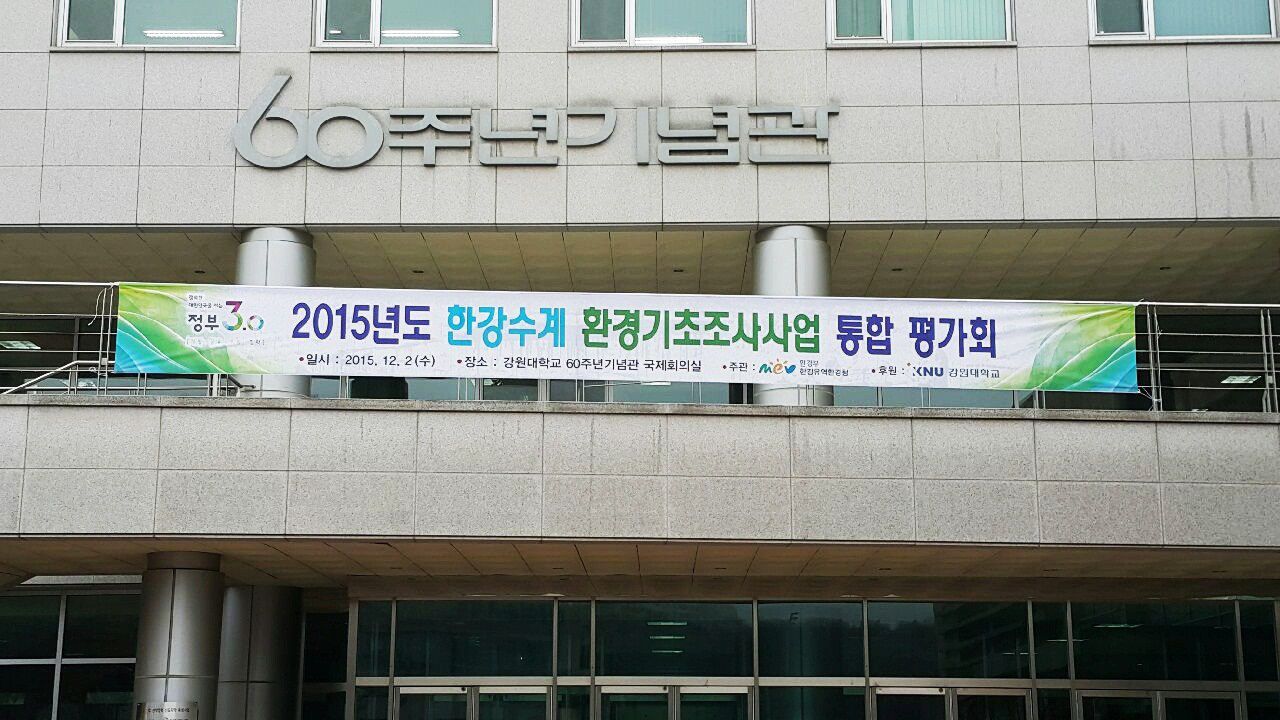 60주년기념관
정부3.0
2015년도 한강수계 환경기초조사사업 통합 평가회
•일시 : 2015. 12. 2(수) •장소 : 강원대학교 60주년기념관 국제회의실 •주관 : mev 환경부 한강유역환경청 •후원 : KNU 강원대학교